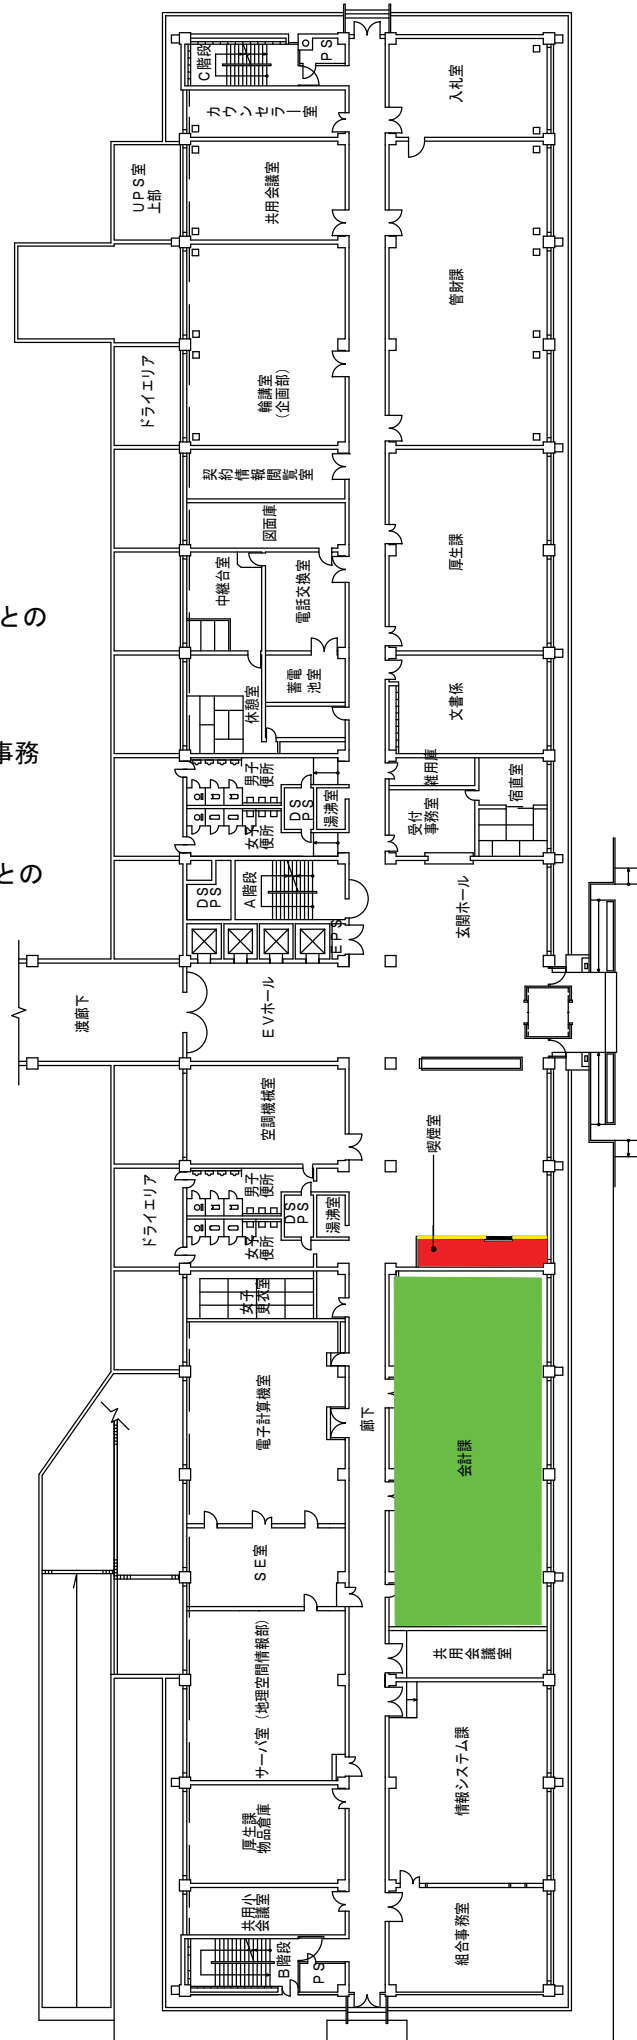 C階段
PS
カウンセラー室
入札室
UPS室
上部
共用会議室
管財課
ドライエリア
輪講室
(企画部)
契約情報閲覧室
図面庫
厚生課
中継台室
電話交換室
との
休憩室
蓄電
池室
文書係
事務
男子
便所
女子
便所
DS
PS
湯沸室
雑用庫
受付
事務室
宿直室
との
DS
PS
A階段
EPS
玄関ホール
渡廊下
EVホール
空調機械室
喫煙室
ドライエリア
男子
便所
女子
便所
DS
PS
湯沸室
女子
更衣室
電子計算機室
廊下
会計課
SE室
サーバ室(地理空間情報部)
共用会議室
情報システム課
厚生課
物品倉庫
共用小
会議室
組合事務室
B階段
PS